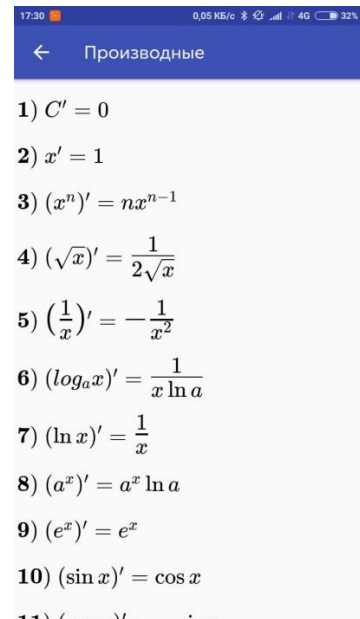 17:30 0,05 КБ/с 4G 32%
Производные
1) C′ = 0
2) x′ = 1
3) (xⁿ)′ = nxⁿ⁻¹
4) (√x)′ = 1/(2√x)
5) (1/x)′ = −1/x²
6) (logₐx)′ = 1/(x ln a)
7) (ln x)′ = 1/x
8) (aˣ)′ = aˣ ln a
9) (eˣ)′ = eˣ
10) (sin x)′ = cos x